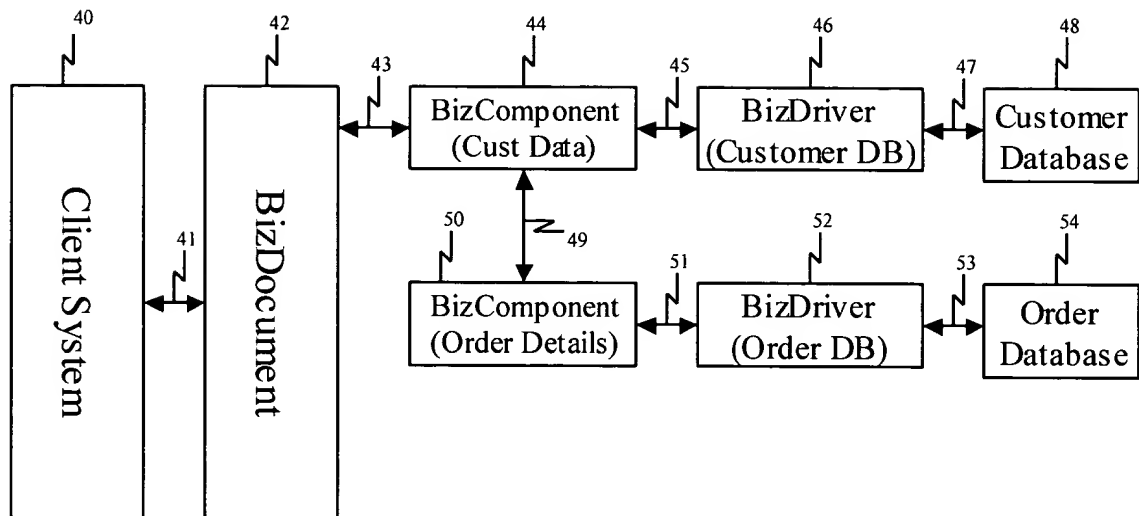 40
42
44
46
48
43
45
47
BizComponent
(Cust Data)
BizDriver
(Customer DB)
Customer
Database
Client System
41
BizDocument
50
49
52
54
51
53
BizComponent
(Order Details)
BizDriver
(Order DB)
Order
Database